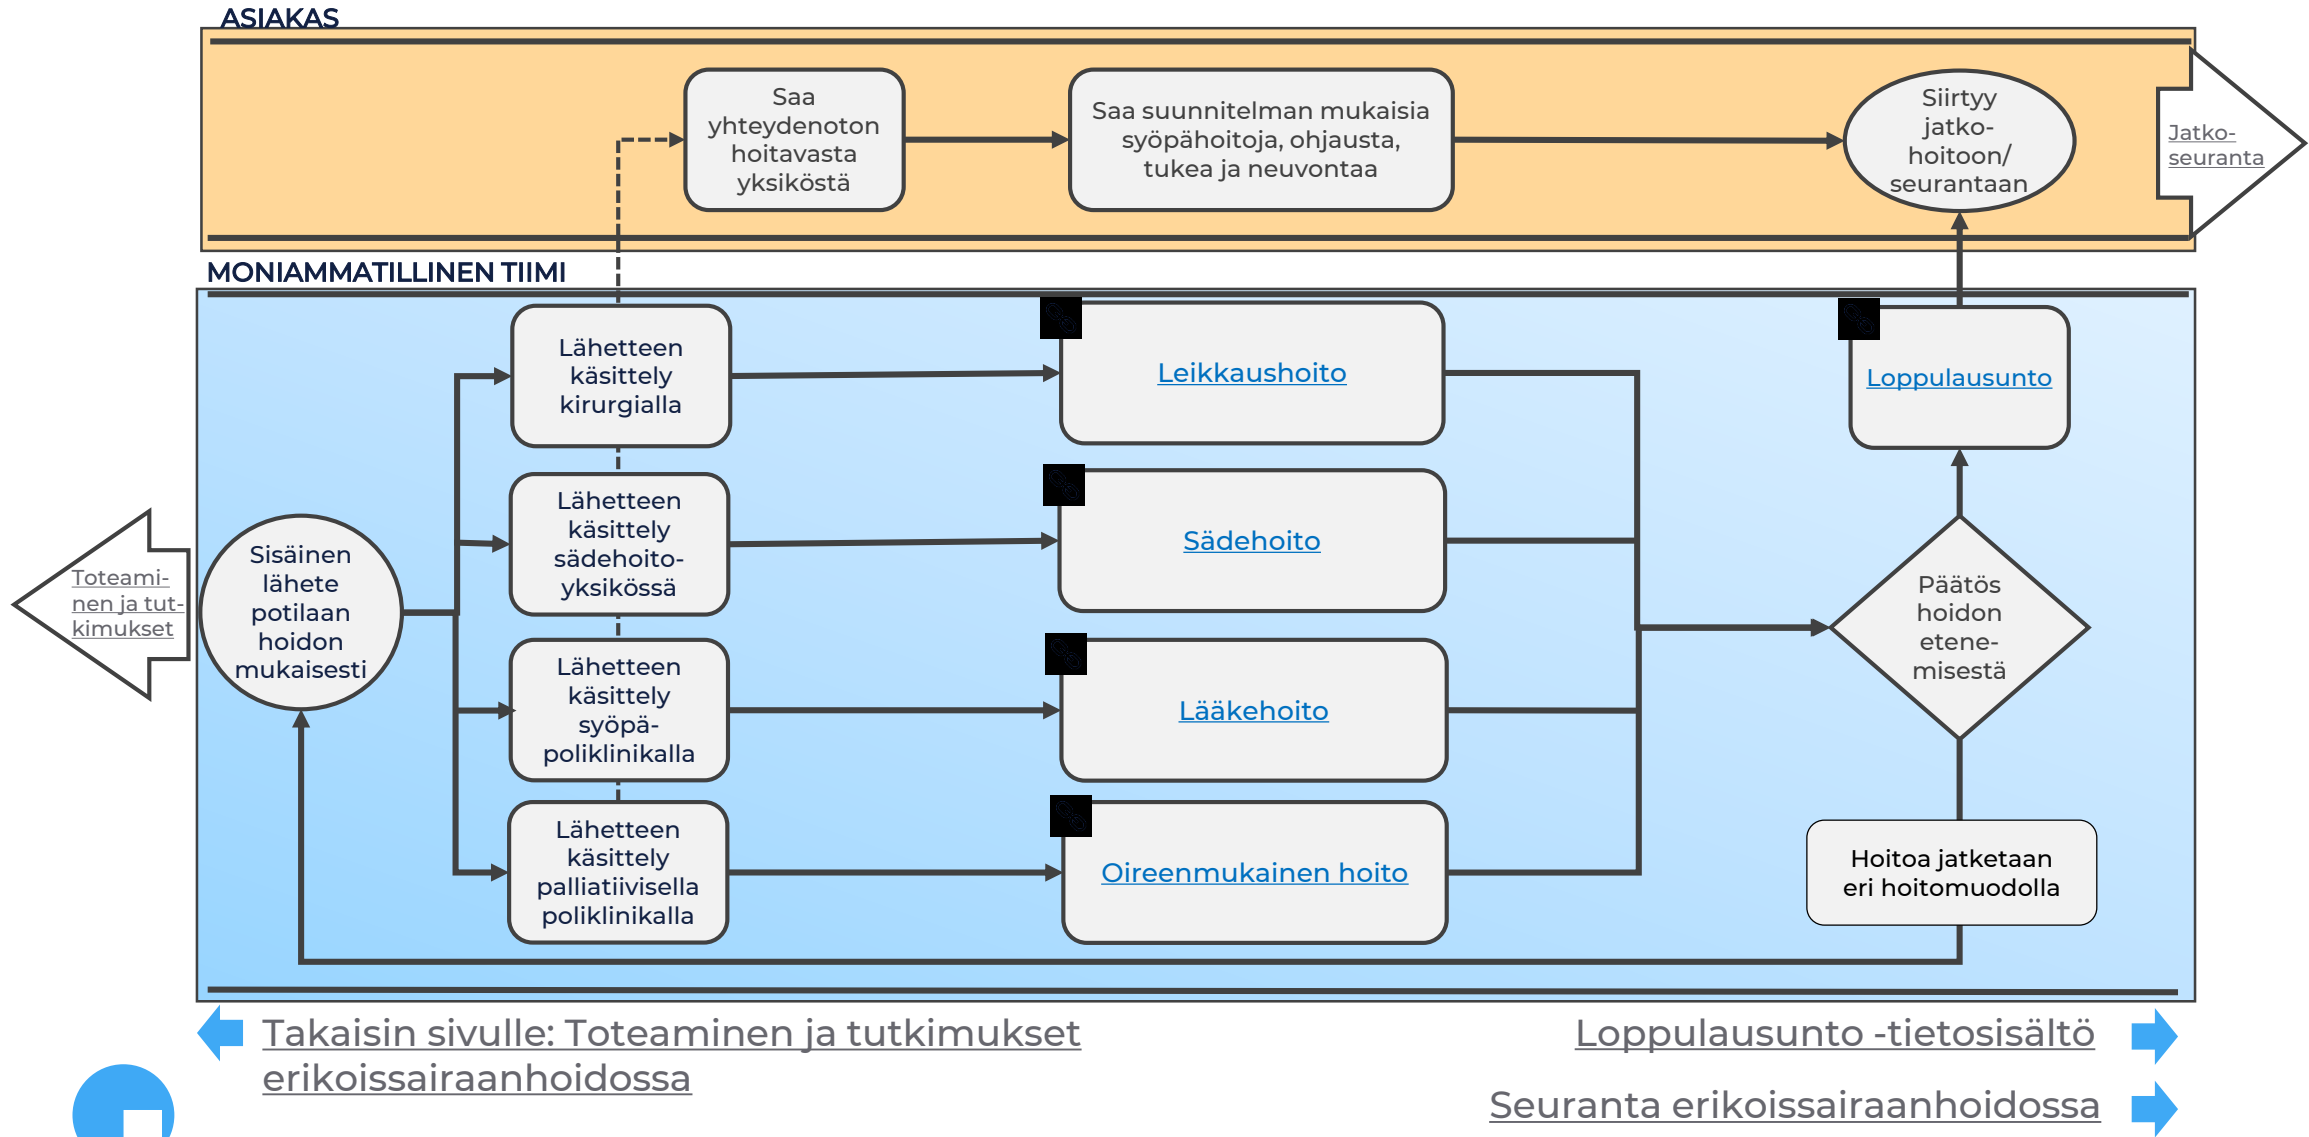 ASIAKAS
Saa
yhteydenoton
hoitavasta
yksiköstä
Saa suunnitelman mukaisia
syöpähoitoja, ohjausta,
tukea ja neuvontaa
Siirtyy
jatko-
hoitoon/
seurantaan
Jatko-
seuranta
MONIAMMATILLINEN TIIMI
Toteami-
nen ja tut-
kimukset
Sisäinen
lähete
potilaan
hoidon
mukaisesti
Lähetteen
käsittely
kirurgialla
Leikkaushoito
Lähetteen
käsittely
sädehoito-
yksikössä
Sädehoito
Lähetteen
käsittely
syöpä-
poliklinikalla
Lääkehoito
Lähetteen
käsittely
palliatiivisella
poliklinikalla
Oireenmukainen hoito
Loppulausunto
Päätös
hoidon
etene-
misestä
Hoitoa jatketaan
eri hoitomuodolla
Takaisin sivulle: Toteaminen ja tutkimukset
erikoissairaanhoidossa
Loppulausunto -tietosisältö
Seuranta erikoissairaanhoidossa